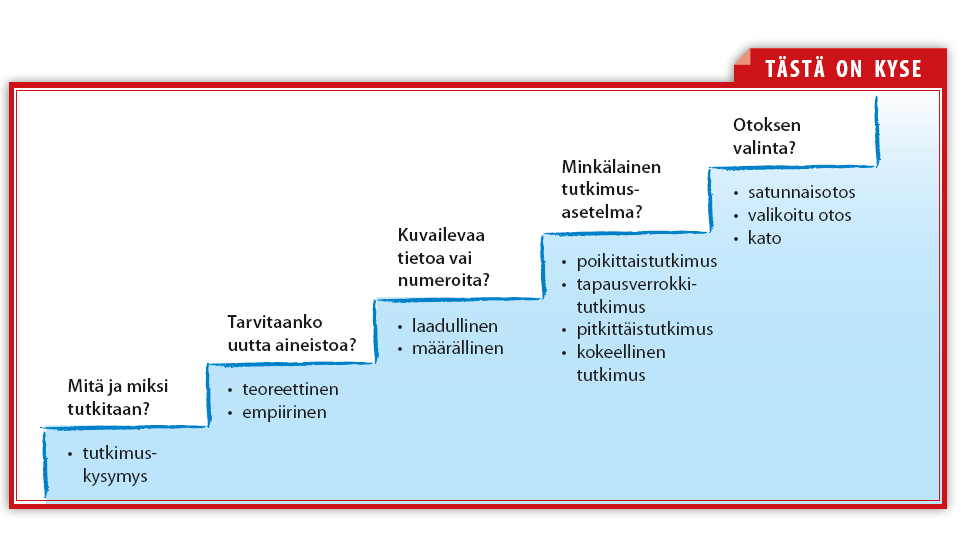 TÄSTÄ ON KYSE
Mitä ja miksi
tutkitaan?
• tutkimus-
kysymys
Tarvitaanko
uutta aineistoa?
• teoreettinen
• empiirinen
Kuvailevaa
tietoa vai
numeroita?
• laadullinen
• määrällinen
Minkälainen
tutkimus-
asetelma?
• poikittaistutkimus
• tapausverrokki-
tutkimus
• pitkittäistutkimus
• kokeellinen
tutkimus
Otoksen
valinta?
• satunnaisotos
• valikoitu otos
• kato